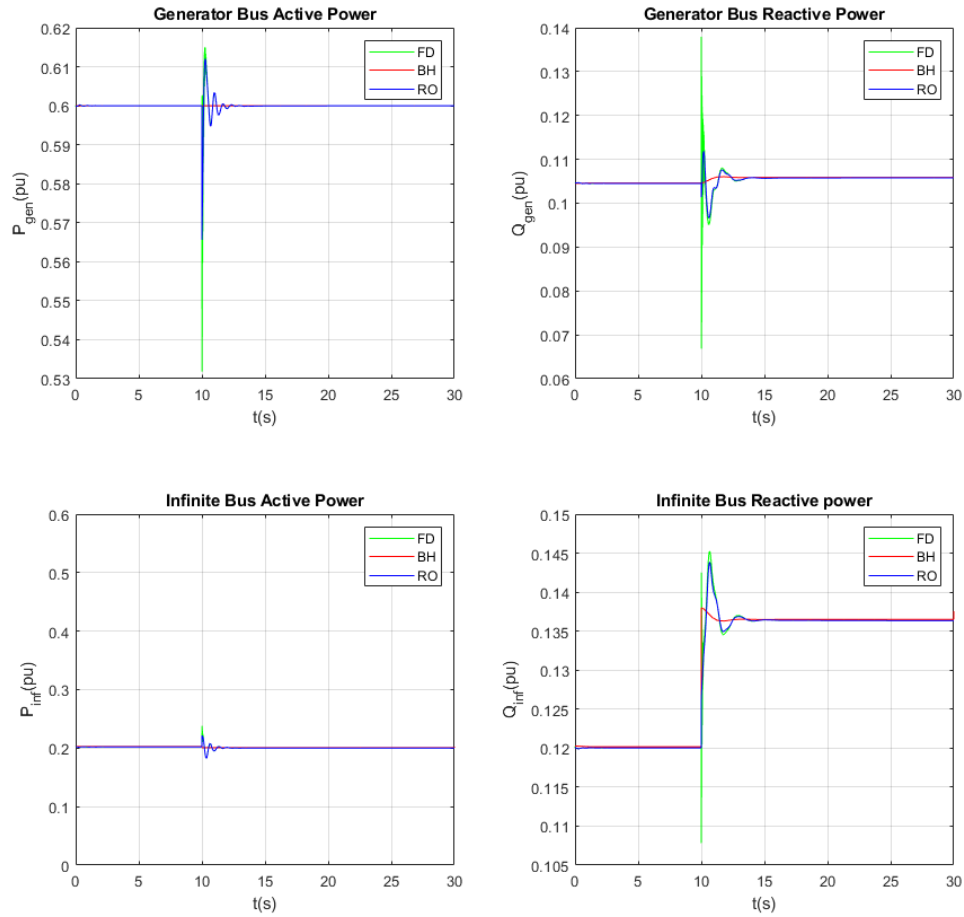 Generator Bus Active Power
0.62
0.61
0.6
0.59
0.58
0.57
0.56
0.55
0.54
0.53
P_gen(pu)
FD
BH
RO
0 5 10 15 20 25 30
t(s)
Generator Bus Reactive Power
0.14
0.13
0.12
0.11
0.1
0.09
0.08
0.07
0.06
Q_gen(pu)
FD
BH
RO
0 5 10 15 20 25 30
t(s)
Infinite Bus Active Power
0.6
0.5
0.4
0.3
0.2
0.1
0
P_inf(pu)
FD
BH
RO
0 5 10 15 20 25 30
t(s)
Infinite Bus Reactive power
0.15
0.145
0.14
0.135
0.13
0.125
0.12
0.115
0.11
0.105
Q_inf(pu)
FD
BH
RO
0 5 10 15 20 25 30
t(s)